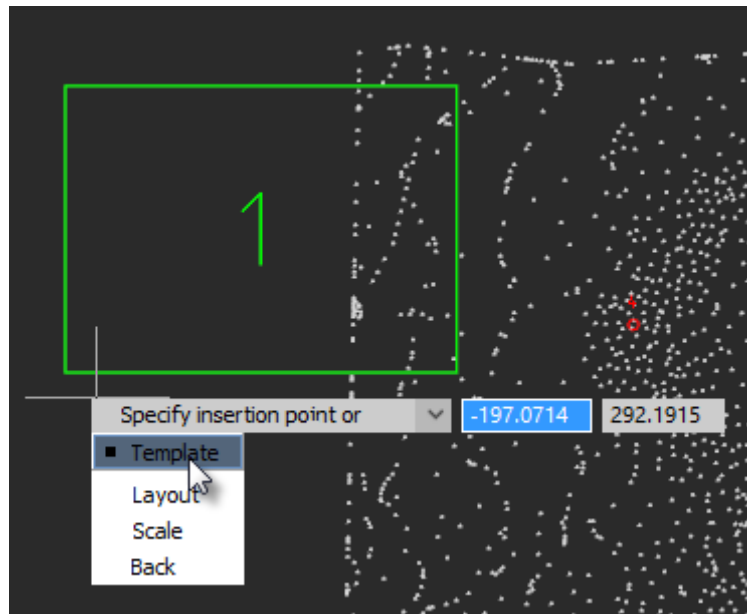 1
Specify insertion point or -197.0714 292.1915
Template
Layout
Scale
Back